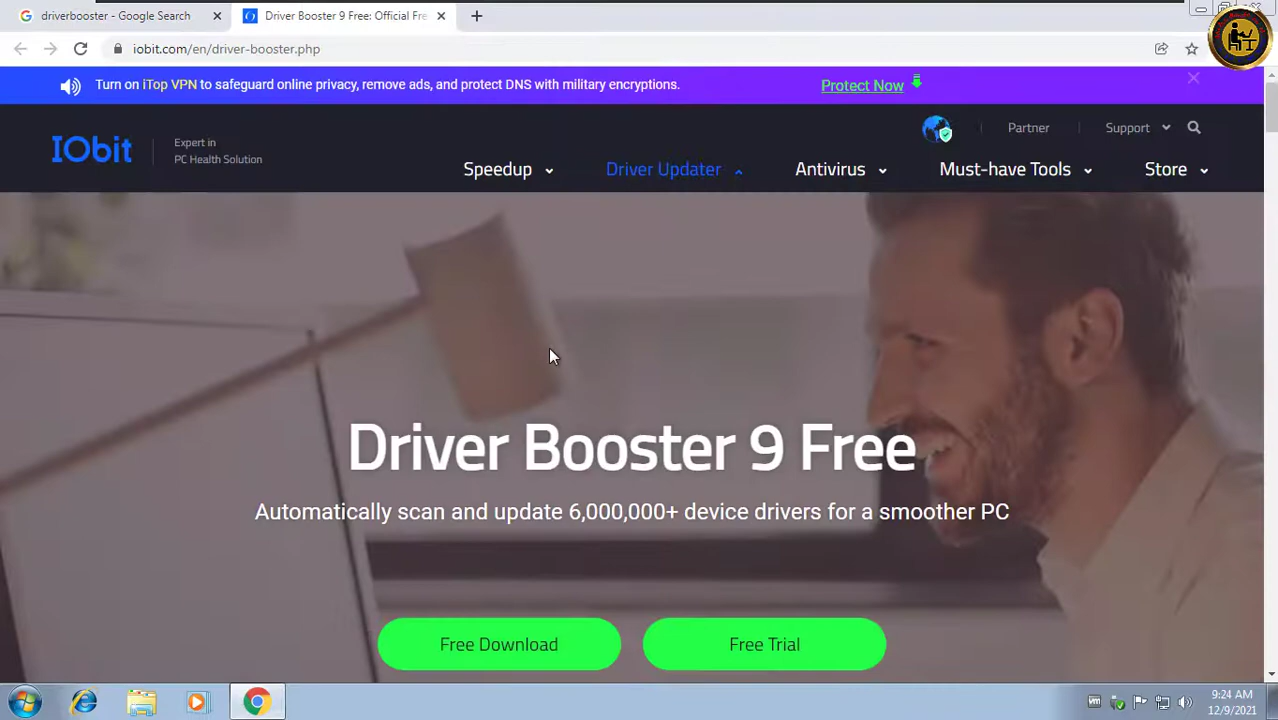 driverbooster - Google Search
Driver Booster 9 Free: Official Fre
iobit.com/en/driver-booster.php
Turn on iTop VPN to safeguard online privacy, remove ads, and protect DNS with military encryptions.
Protect Now
IObit
Expert in
PC Health Solution
Partner
Support
Speedup
Driver Updater
Antivirus
Must-have Tools
Store
Driver Booster 9 Free
Automatically scan and update 6,000,000+ device drivers for a smoother PC
Free Download
Free Trial
9:24 AM
12/9/2021